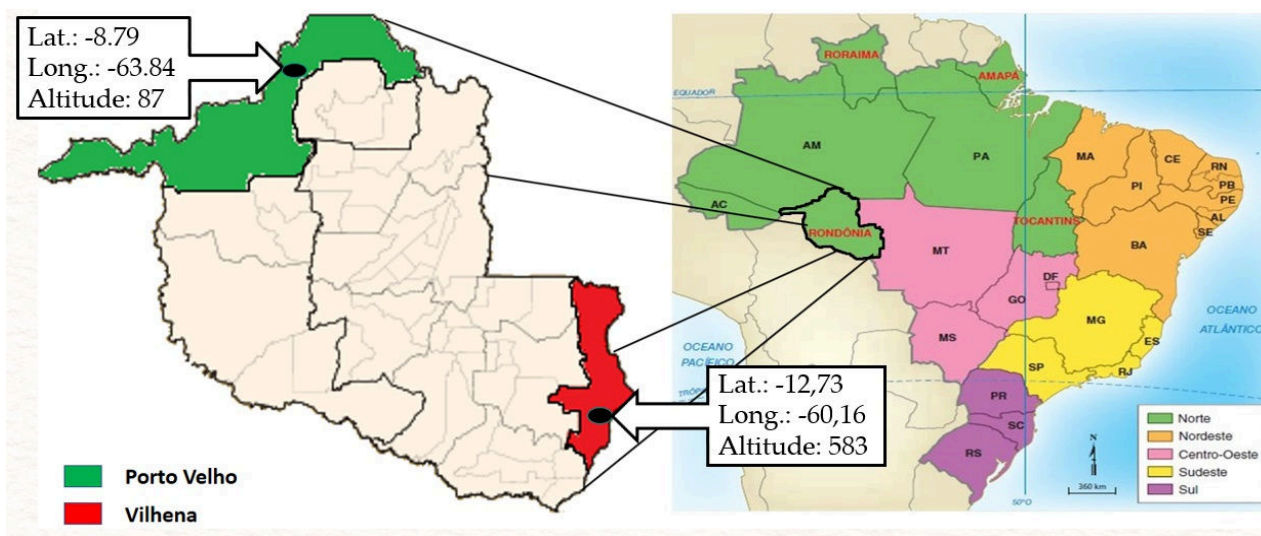 Lat.: -8.79
Long.: -63.84
Altitude: 87
Porto Velho
Vilhena
Lat.: -12,73
Long.: -60,16
Altitude: 583
RORAIMA
AMAPÁ
EQUADOR
AM
PA
MA
CE
RN
PB
PE
AL
SE
PI
AC
RONDÔNIA
TOCANTINS
BA
MT
DF
GO
MG
ES
MS
SP
RJ
PR
SC
RS
OCEANO
PACÍFICO
OCEANO
ATLÂNTICO
N
360 km
50°O
Norte
Nordeste
Centro-Oeste
Sudeste
Sul